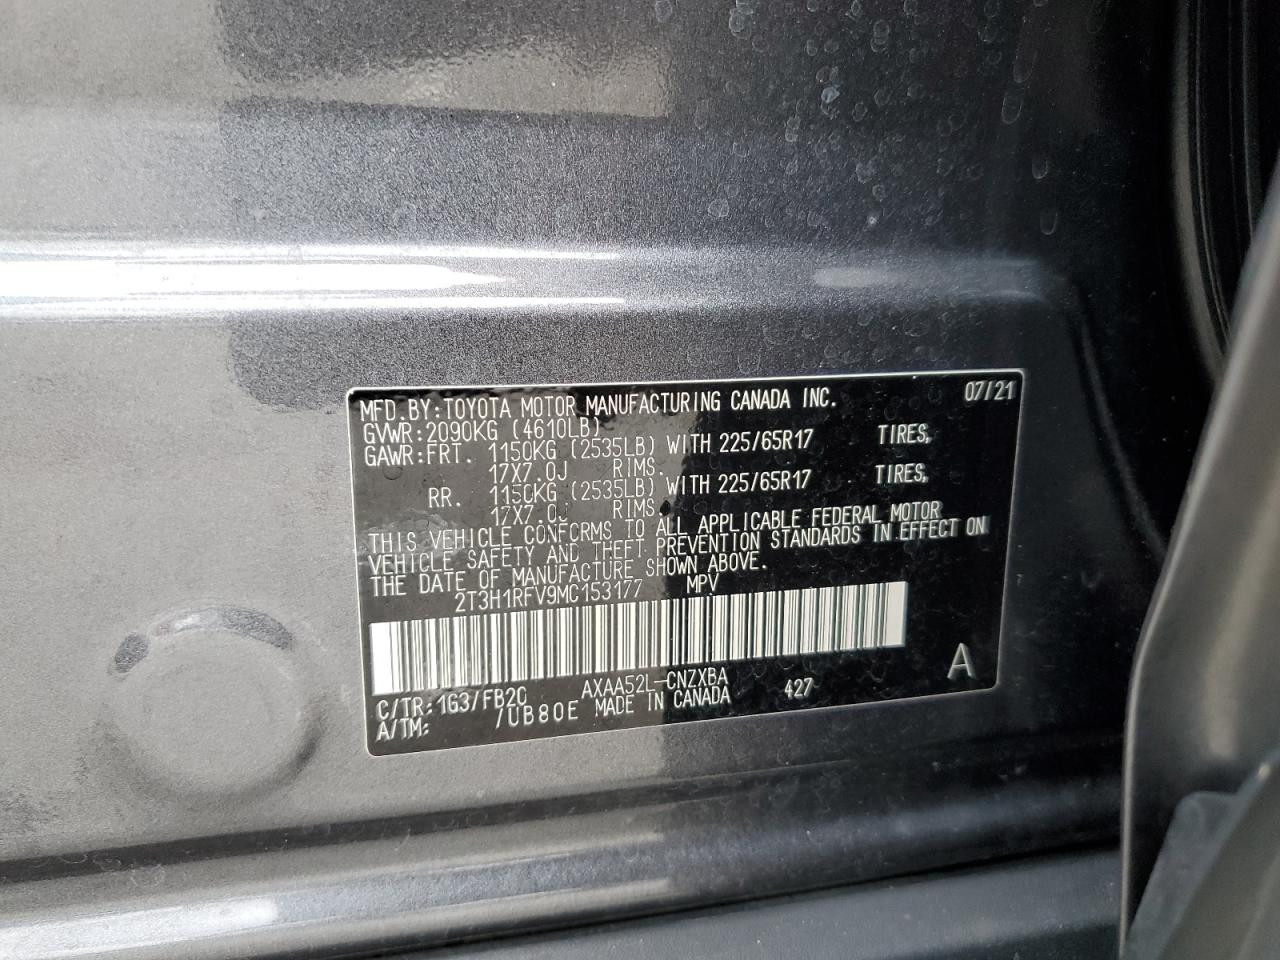 MFD.BY:TOYOTA MOTOR MANUFACTURING CANADA INC. 07/21
GVWR:2090KG (4610LB)
GAWR:FRT. 1150KG (2535LB) WITH 225/65R17 TIRES,
17X7.0J RIMS.
RR. 1150KG (2535LB) WITH 225/65R17 TIRES,
17X7.0J RIMS.
THIS VEHICLE CONFORMS TO ALL APPLICABLE FEDERAL MOTOR
VEHICLE SAFETY AND THEFT PREVENTION STANDARDS IN EFFECT ON
THE DATE OF MANUFACTURE SHOWN ABOVE.
2T3H1RFV9MC153177 MPV
A
C/TR:1G3/FB20 AXAA52L-CNZXBA 427
A/TM: /UB80E MADE IN CANADA